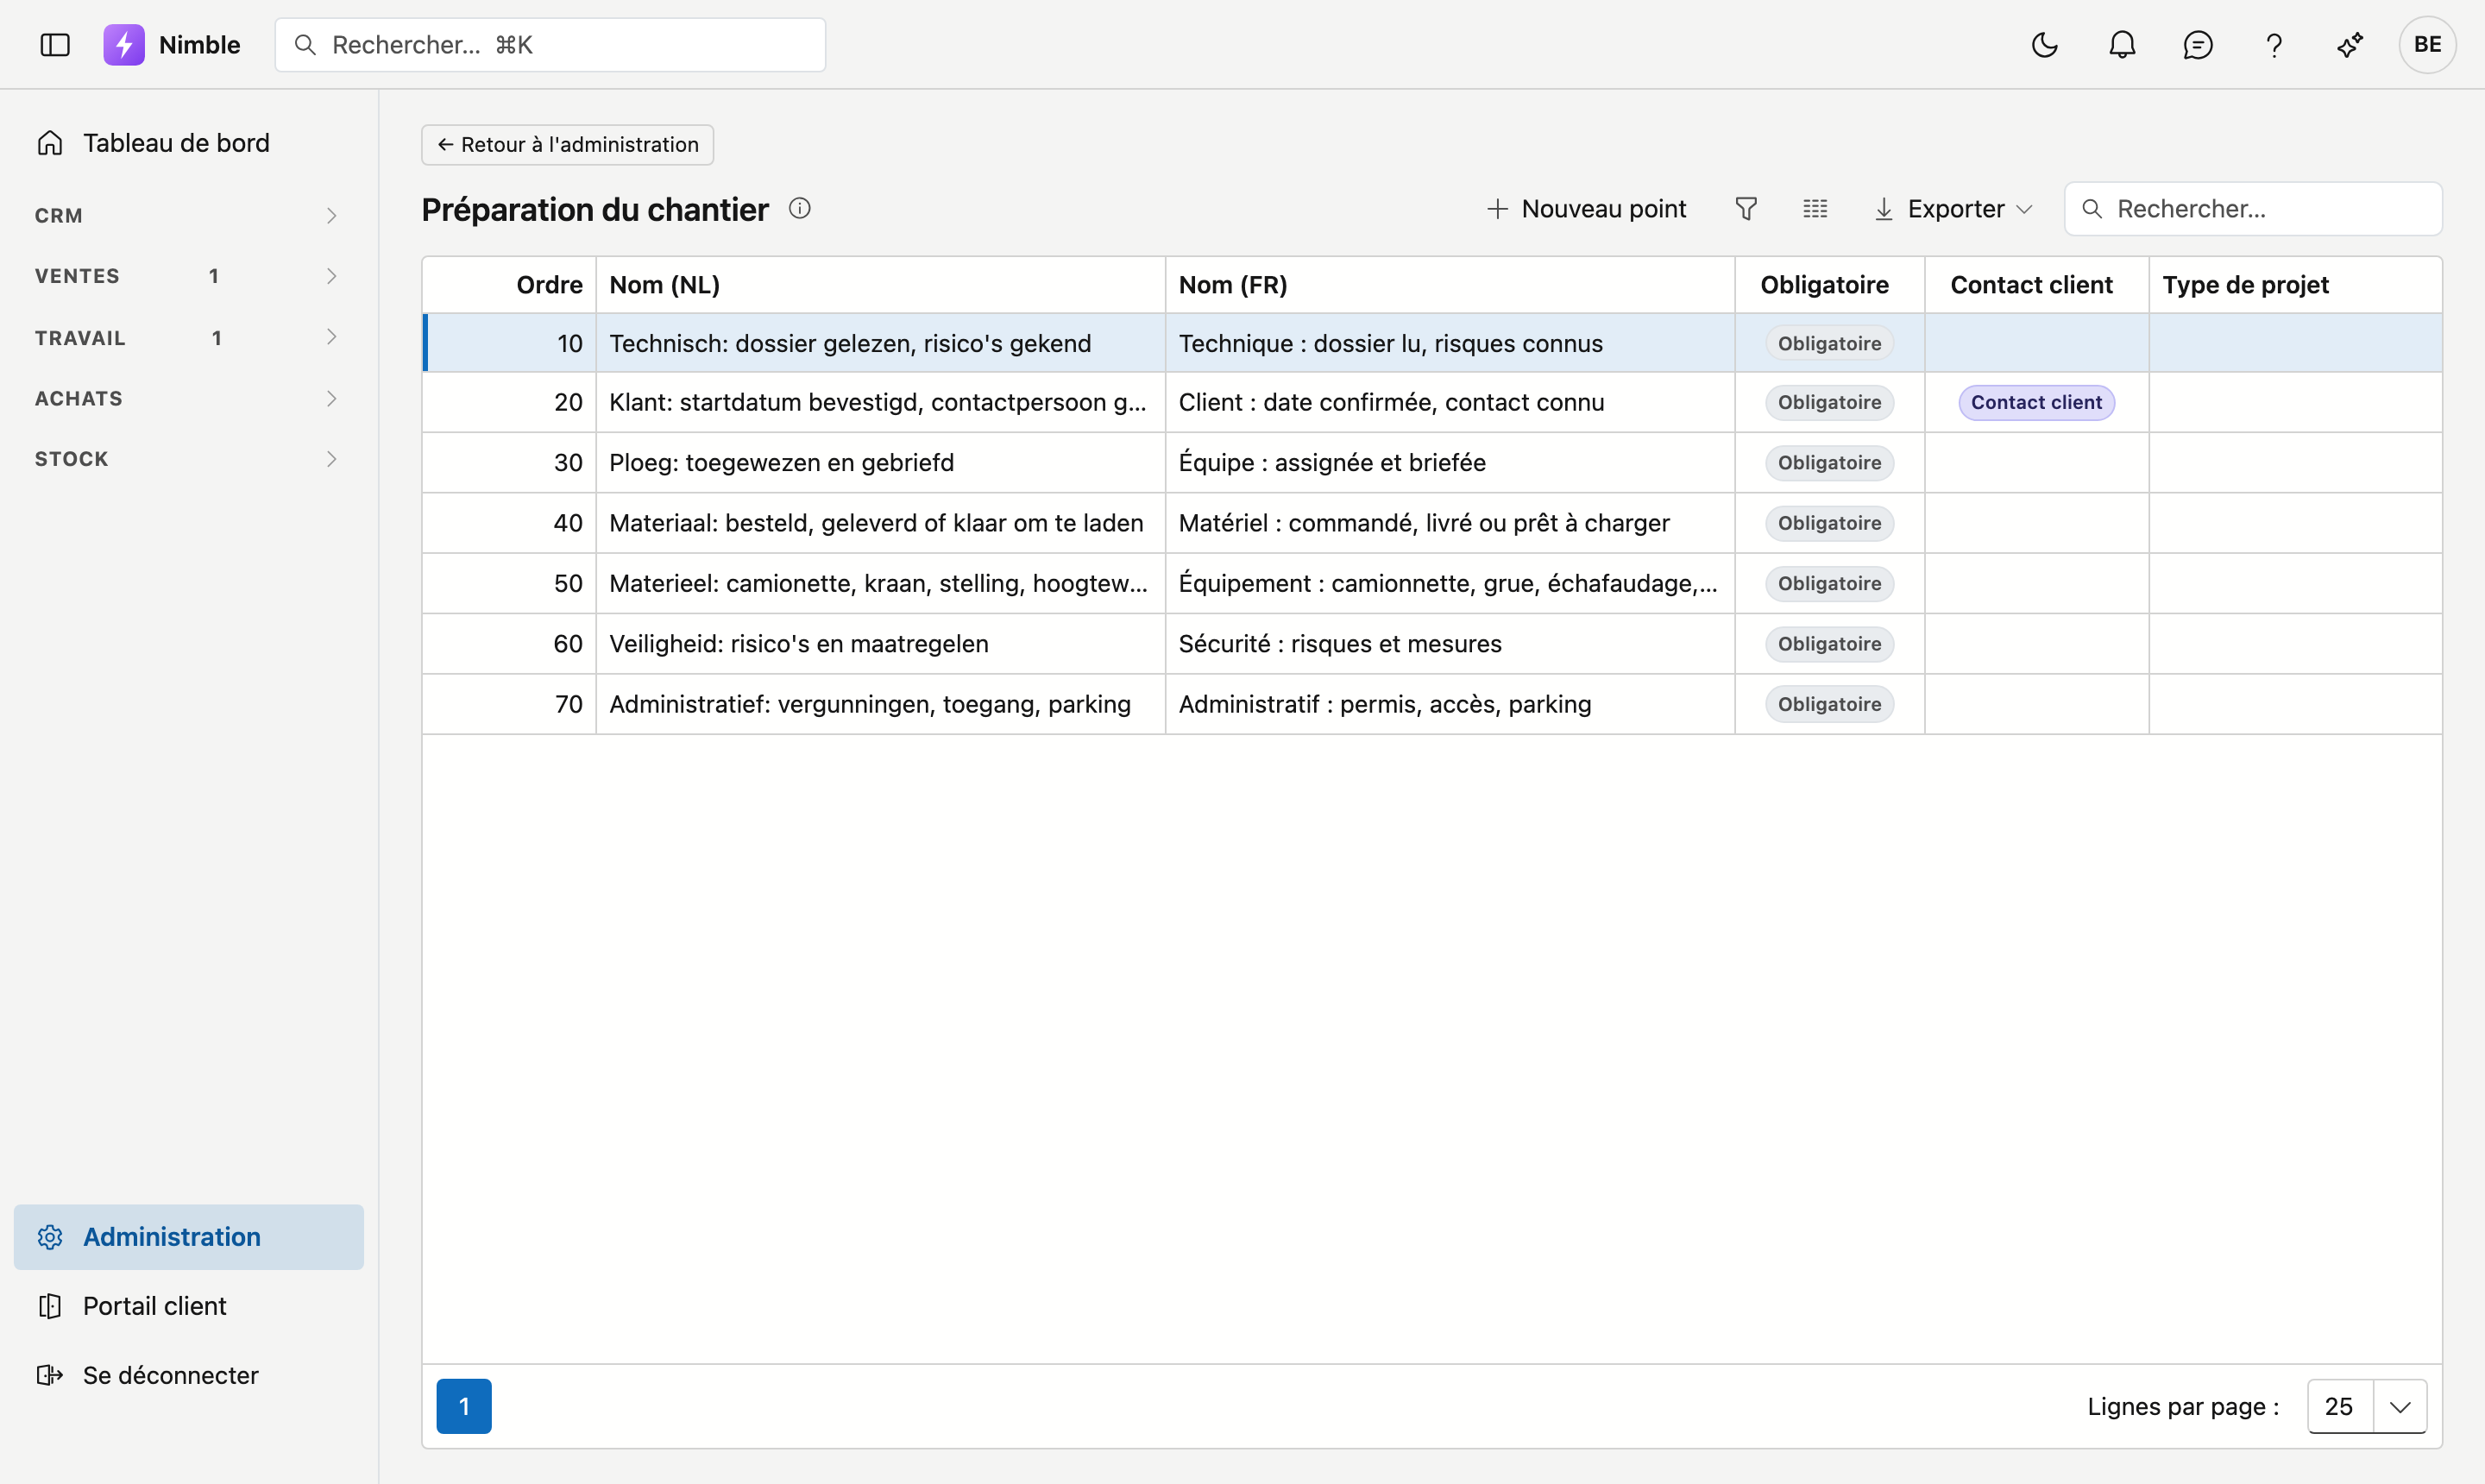 Nimble
Rechercher... ⌘K
BE
Tableau de bord
CRM
VENTES 1
TRAVAIL 1
ACHATS
STOCK
Administration
Portail client
Se déconnecter
← Retour à l'administration
Préparation du chantier
Nouveau point
Exporter
Rechercher...
Ordre Nom (NL) Nom (FR) Obligatoire Contact client Type de projet
10 Technisch: dossier gelezen, risico's gekend Technique : dossier lu, risques connus Obligatoire
20 Klant: startdatum bevestigd, contactpersoon g... Client : date confirmée, contact connu Obligatoire Contact client
30 Ploeg: toegewezen en gebriefd Équipe : assignée et briefée Obligatoire
40 Materiaal: besteld, geleverd of klaar om te laden Matériel : commandé, livré ou prêt à charger Obligatoire
50 Materieel: camionette, kraan, stelling, hoogtew... Équipement : camionnette, grue, échafaudage,... Obligatoire
60 Veiligheid: risico's en maatregelen Sécurité : risques et mesures Obligatoire
70 Administratief: vergunningen, toegang, parking Administratif : permis, accès, parking Obligatoire
1
Lignes par page : 25